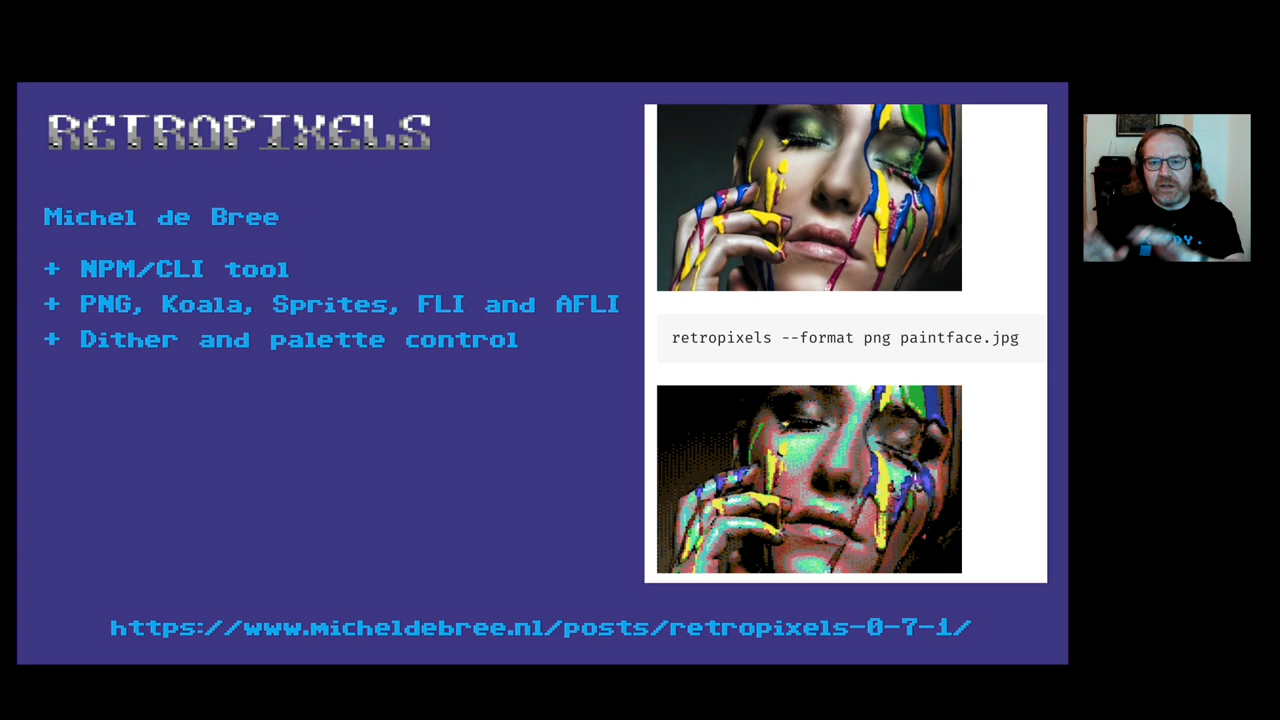 RETROPIXELS
Michel de Bree
+ NPM/CLI tool
+ PNG, Koala, Sprites, FLI and AFLI
+ Dither and palette control
retropixels --format png paintface.jpg
https://www.micheldebree.nl/posts/retropixels-0-7-1/